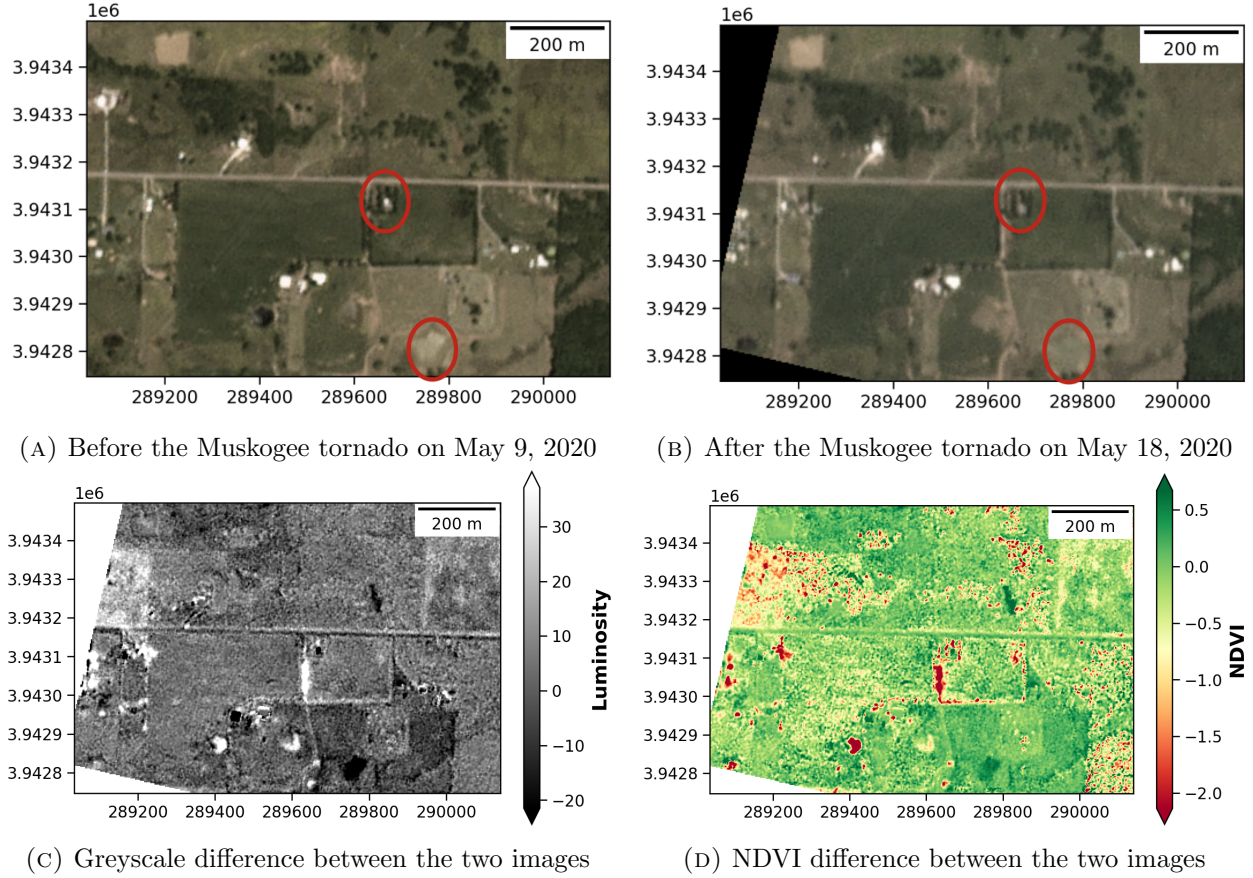 1e6
200 m
3.9434
3.9433
3.9432
3.9431
3.9430
3.9429
3.9428
289200 289400 289600 289800 290000
(A) Before the Muskogee tornado on May 9, 2020
1e6
200 m
3.9434
3.9433
3.9432
3.9431
3.9430
3.9429
3.9428
289200 289400 289600 289800 290000
(B) After the Muskogee tornado on May 18, 2020
1e6
200 m
3.9434
3.9433
3.9432
3.9431
3.9430
3.9429
3.9428
289200 289400 289600 289800 290000
30
20
10
0
−10
−20
Luminosity
(C) Greyscale difference between the two images
1e6
200 m
3.9434
3.9433
3.9432
3.9431
3.9430
3.9429
3.9428
289200 289400 289600 289800 290000
0.5
0.0
−0.5
−1.0
−1.5
−2.0
NDVI
(D) NDVI difference between the two images